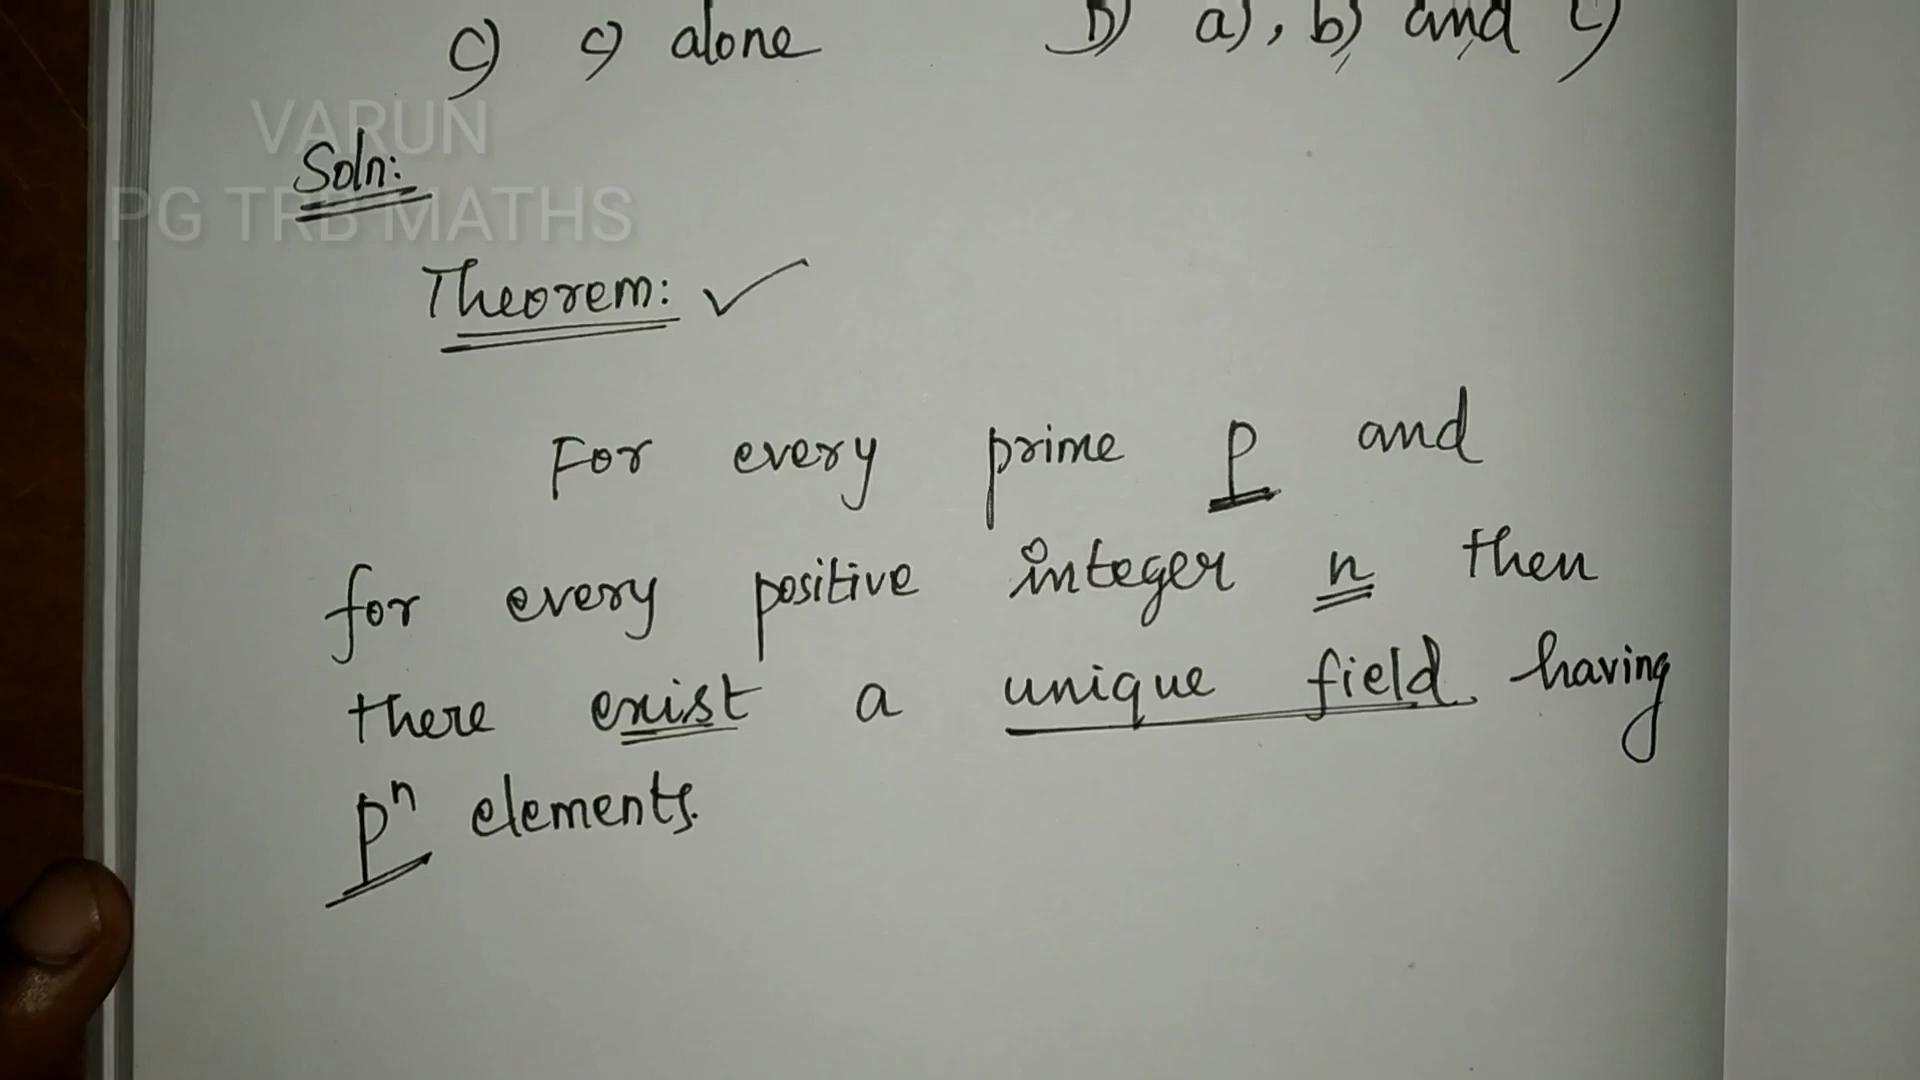 C) c) alone D) a), b) and c)
VARUN
Soln:
PG TRB MATHS
Theorem: ✓
For every prime p and
for every positive integer n then
there exist a unique field having
pⁿ elements.